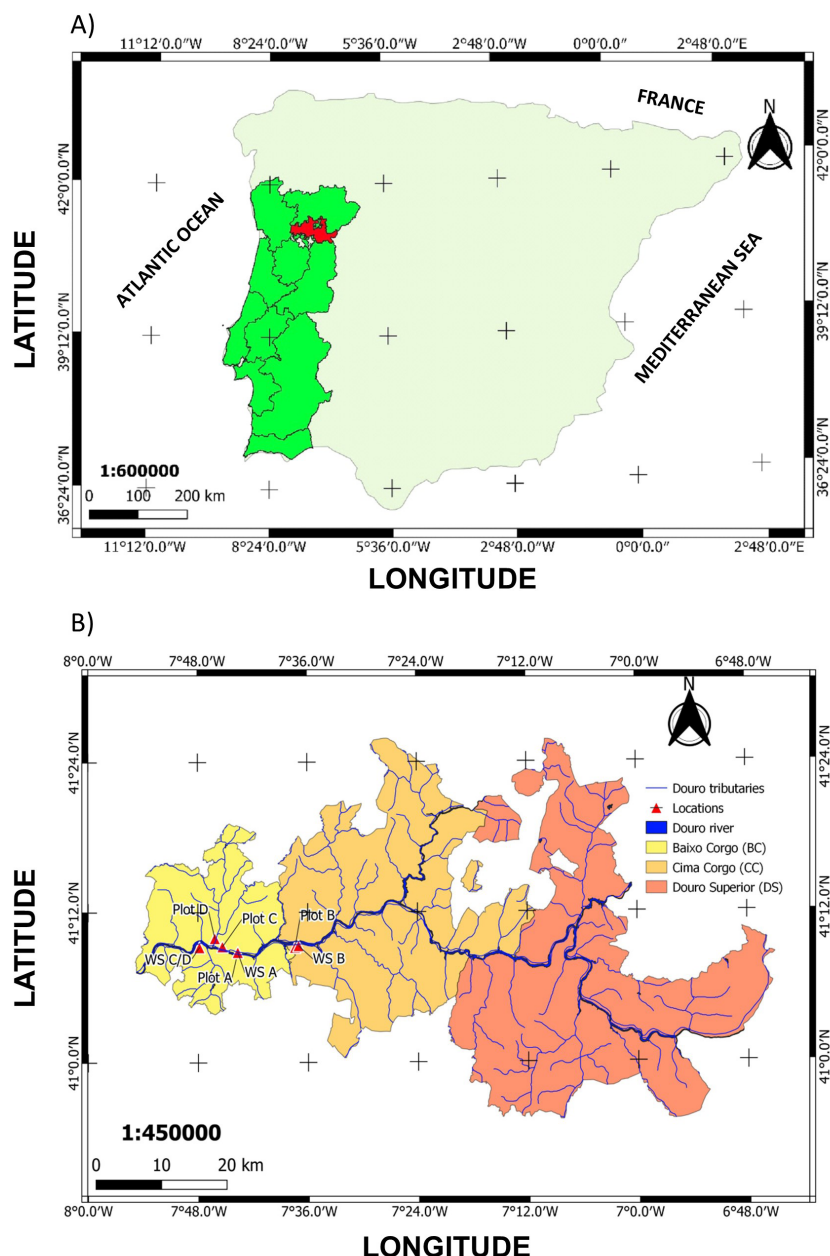 A)
11°12′0.0″W 8°24′0.0″W 5°36′0.0″W 2°48′0.0″W 0°0′0.0″ 2°48′0.0″E
FRANCE
N
42°0′0.0″N 42°0′0.0″N
ATLANTIC OCEAN
LATITUDE
MEDITERRANEAN SEA
39°12′0.0″N 39°12′0.0″N
1:600000
0 100 200 km
36°24′0.0″N 36°24′0.0″N
11°12′0.0″W 8°24′0.0″W 5°36′0.0″W 2°48′0.0″W 0°0′0.0″ 2°48′0.0″E
LONGITUDE
B)
8°0.0′W 7°48.0′W 7°36.0′W 7°24.0′W 7°12.0′W 7°0.0′W 6°48.0′W
N
41°24.0′N 41°24.0′N
Douro tributaries
Locations
Douro river
Baixo Corgo (BC)
Cima Corgo (CC)
Douro Superior (DS)
LATITUDE
41°12.0′N 41°12.0′N
Plot D
Plot C
Plot B
WS C/D
Plot A
WS A
WS B
41°0.0′N 41°0.0′N
1:450000
0 10 20 km
8°0.0′W 7°48.0′W 7°36.0′W 7°24.0′W 7°12.0′W 7°0.0′W 6°48.0′W
LONGITUDE